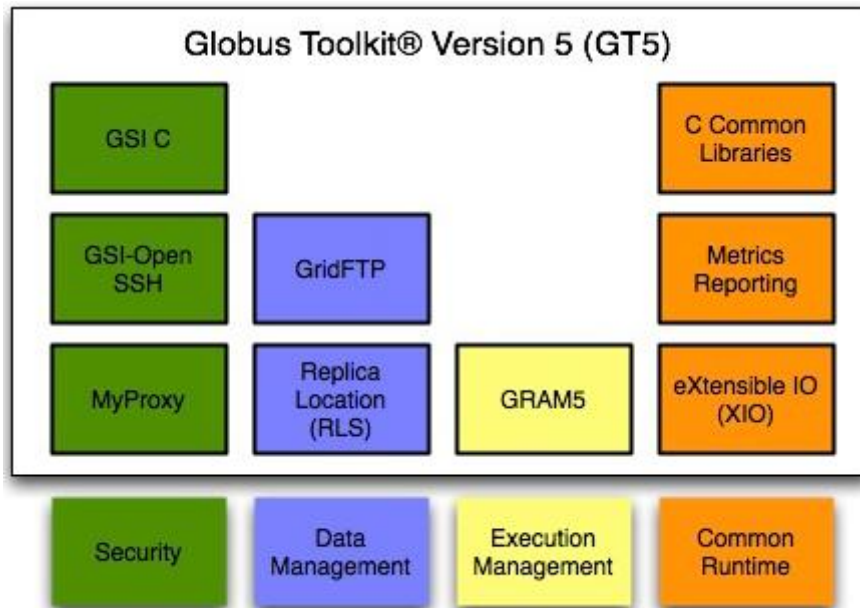 Globus Toolkit® Version 5 (GT5)
GSI C
C Common
Libraries
GSI-Open
SSH
GridFTP
Metrics
Reporting
MyProxy
Replica
Location
(RLS)
GRAM5
eXtensible IO
(XIO)
Security
Data
Management
Execution
Management
Common
Runtime